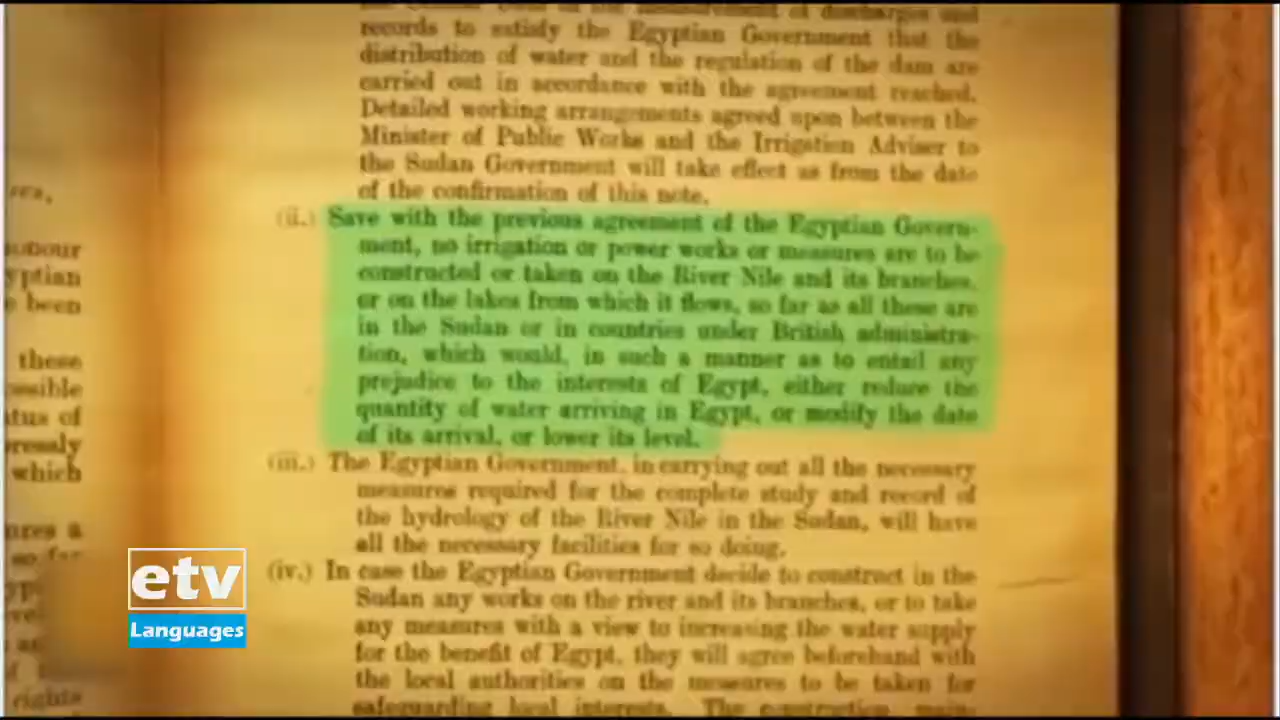 records to satisfy the Egyptian Government that the
distribution of water and the regulation of the dam are
carried out in accordance with the agreement reached.
Detailed working arrangements agreed upon between the
Minister of Public Works and the Irrigation Adviser to
the Sudan Government will take effect as from the date
of the confirmation of this note.
(ii.) Save with the previous agreement of the Egyptian Govern-
ment, no irrigation or power works or measures are to be
constructed or taken on the River Nile and its branches,
or on the lakes from which it flows, so far as all these are
in the Sudan or in countries under British administra-
tion, which would, in such a manner as to entail any
prejudice to the interests of Egypt, either reduce the
quantity of water arriving in Egypt, or modify the date
of its arrival, or lower its level.
(iii.) The Egyptian Government, in carrying out all the necessary
measures required for the complete study and record of
the hydrology of the River Nile in the Sudan, will have
all the necessary facilities for so doing.
(iv.) In case the Egyptian Government decide to construct in the
Sudan any works on the river and its branches, or to take
any measures with a view to increasing the water supply
for the benefit of Egypt, they will agree beforehand with
the local authorities on the measures to be taken for
safeguarding local interests. The construction,
been
these
which
rights
etv
Languages